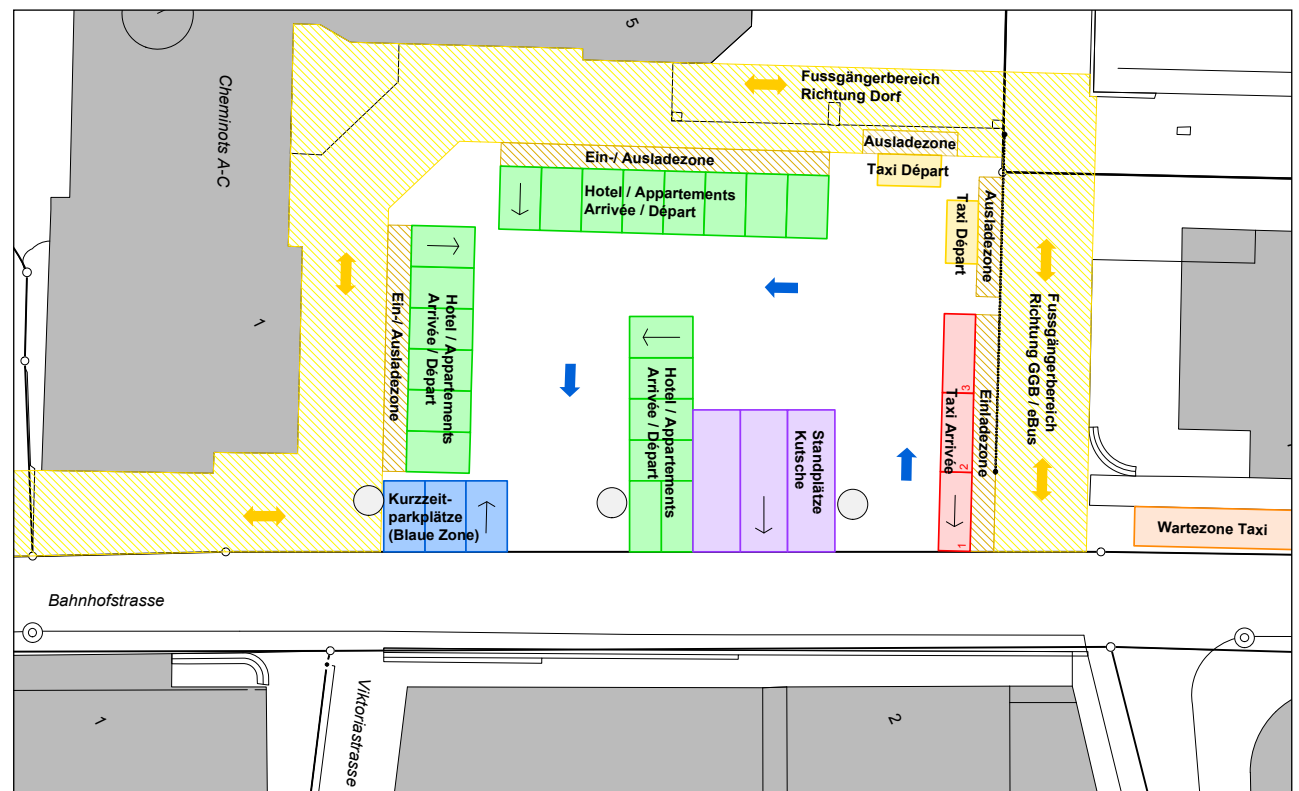 5
Cheminots A-C
Fussgängerbereich
Richtung Dorf
Ausladezone
Ein-/ Ausladezone
Taxi Départ
Hotel / Appartements
Arrivée / Départ
Ausladezone
Taxi Départ
1
Ein-/ Ausladezone
Hotel / Appartements
Arrivée / Départ
Hotel / Appartements
Arrivée / Départ
Standplätze
Kutsche
Taxi Arrivée
3
2
1
Einladezone
Fussgängerbereich
Richtung GGB / eBus
Kurzzeit-
parkplätze
(Blaue Zone)
Wartezone Taxi
Bahnhofstrasse
Viktoriastrasse
1
2